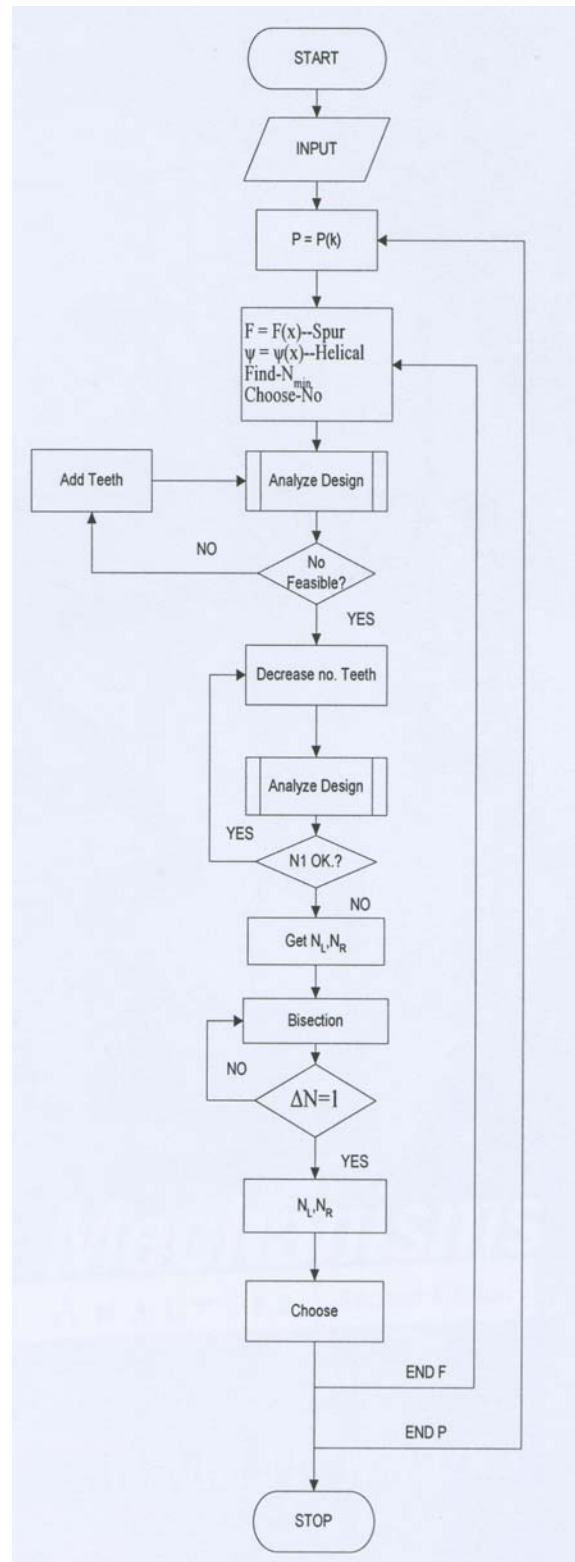 START
INPUT
P = P(k)
F = F(x)--Spur
ψ = ψ(x)--Helical
Find-N_min
Choose-No
Add Teeth
Analyze Design
NO
No
Feasible?
YES
Decrease no. Teeth
Analyze Design
YES
N1 OK.?
NO
Get N_L,N_R
Bisection
NO
ΔN=1
YES
N_L,N_R
Choose
END F
END P
STOP